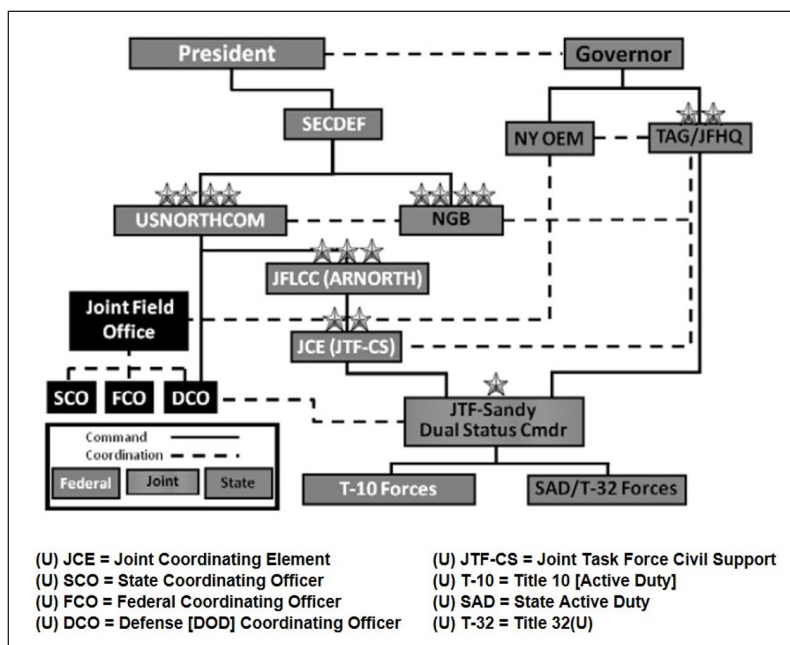 President
Governor
SECDEF
NY OEM
TAG/JFHQ
USNORTHCOM
NGB
JFLCC (ARNORTH)
Joint Field
Office
JCE (JTF-CS)
SCO
FCO
DCO
JTF-Sandy
Dual Status Cmdr
Command
Coordination
Federal
Joint
State
T-10 Forces
SAD/T-32 Forces
(U) JCE = Joint Coordinating Element
(U) SCO = State Coordinating Officer
(U) FCO = Federal Coordinating Officer
(U) DCO = Defense [DOD] Coordinating Officer
(U) JTF-CS = Joint Task Force Civil Support
(U) T-10 = Title 10 [Active Duty]
(U) SAD = State Active Duty
(U) T-32 = Title 32(U)